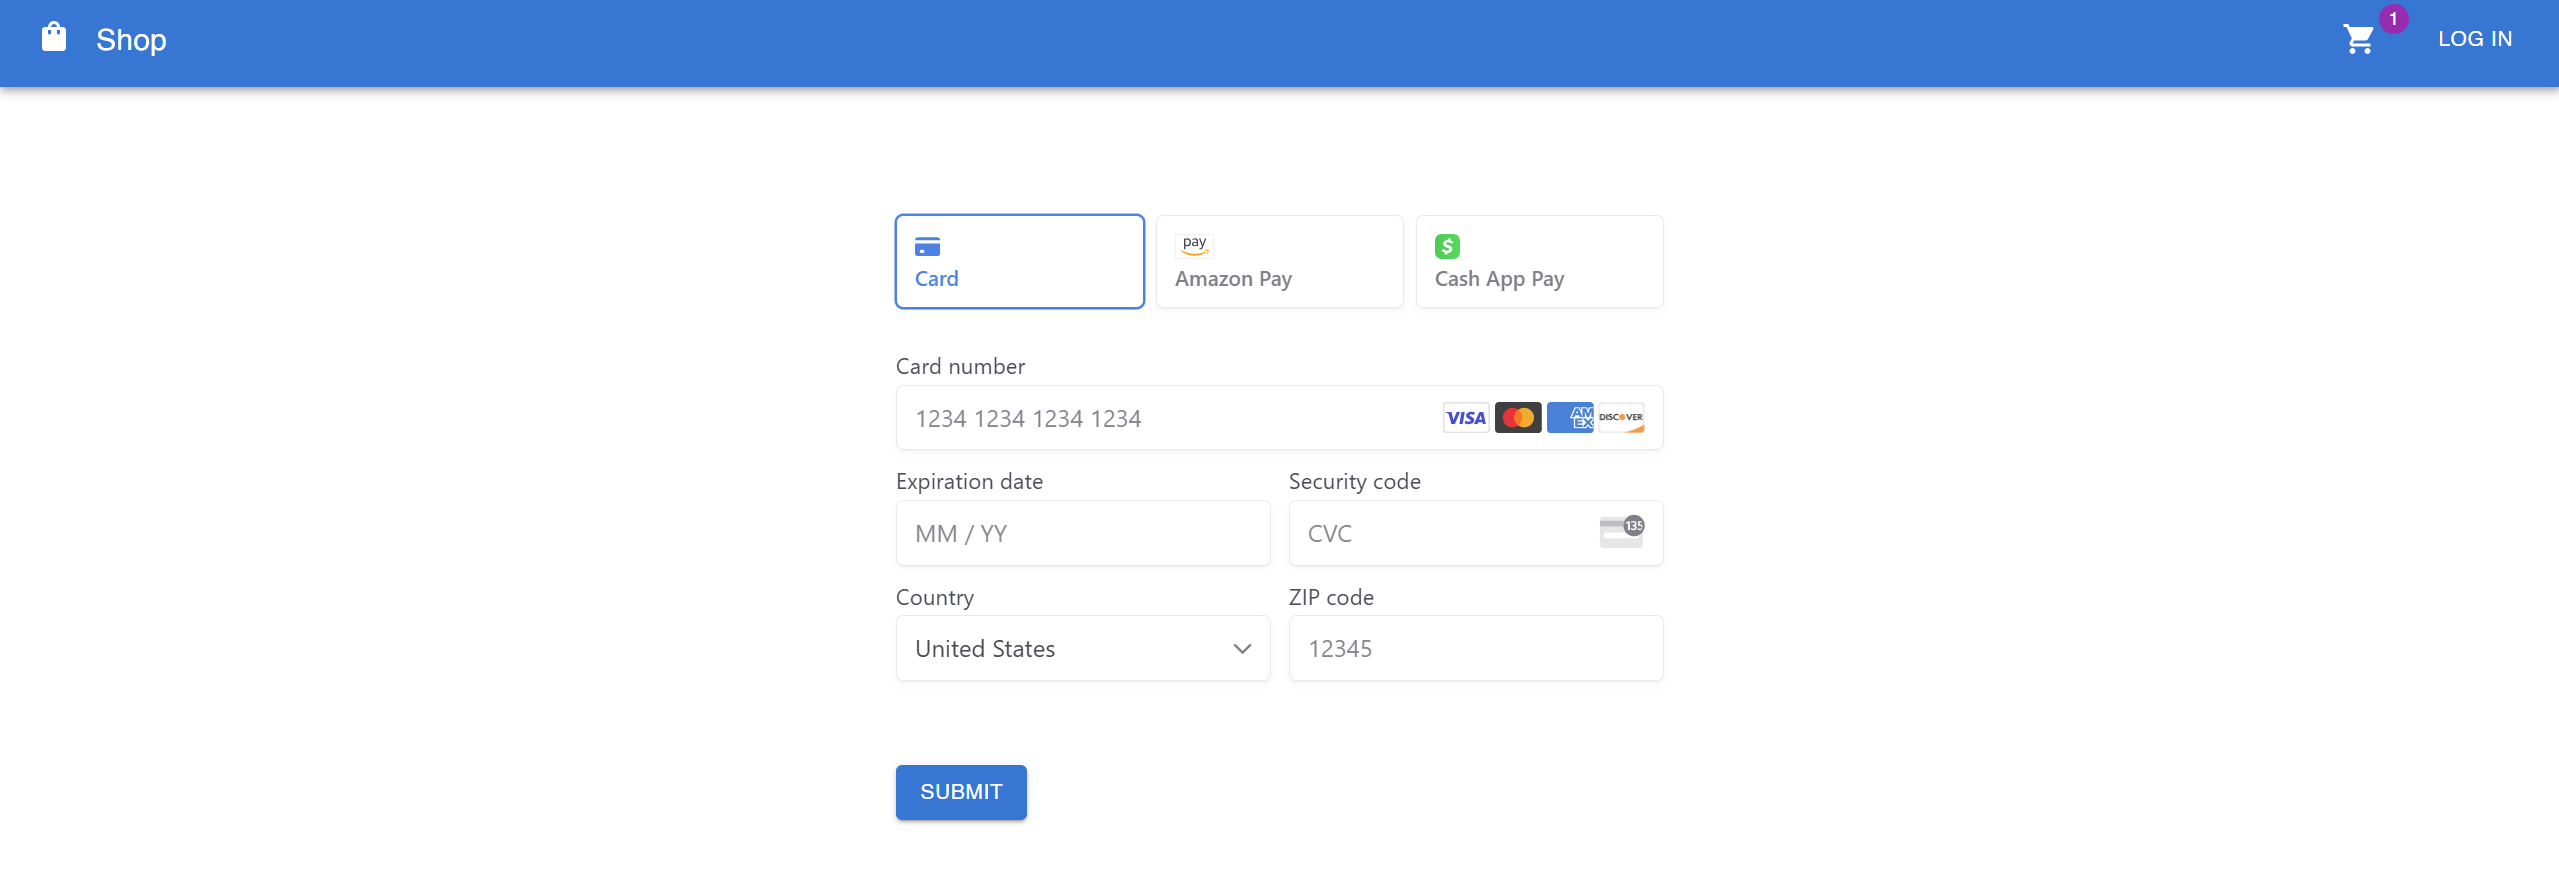 Shop
1
LOG IN
Card
pay
Amazon Pay
$
Cash App Pay
Card number
1234 1234 1234 1234
VISA
AM
EX
DISCOVER
Expiration date
Security code
MM / YY
CVC
135
Country
ZIP code
United States
12345
SUBMIT